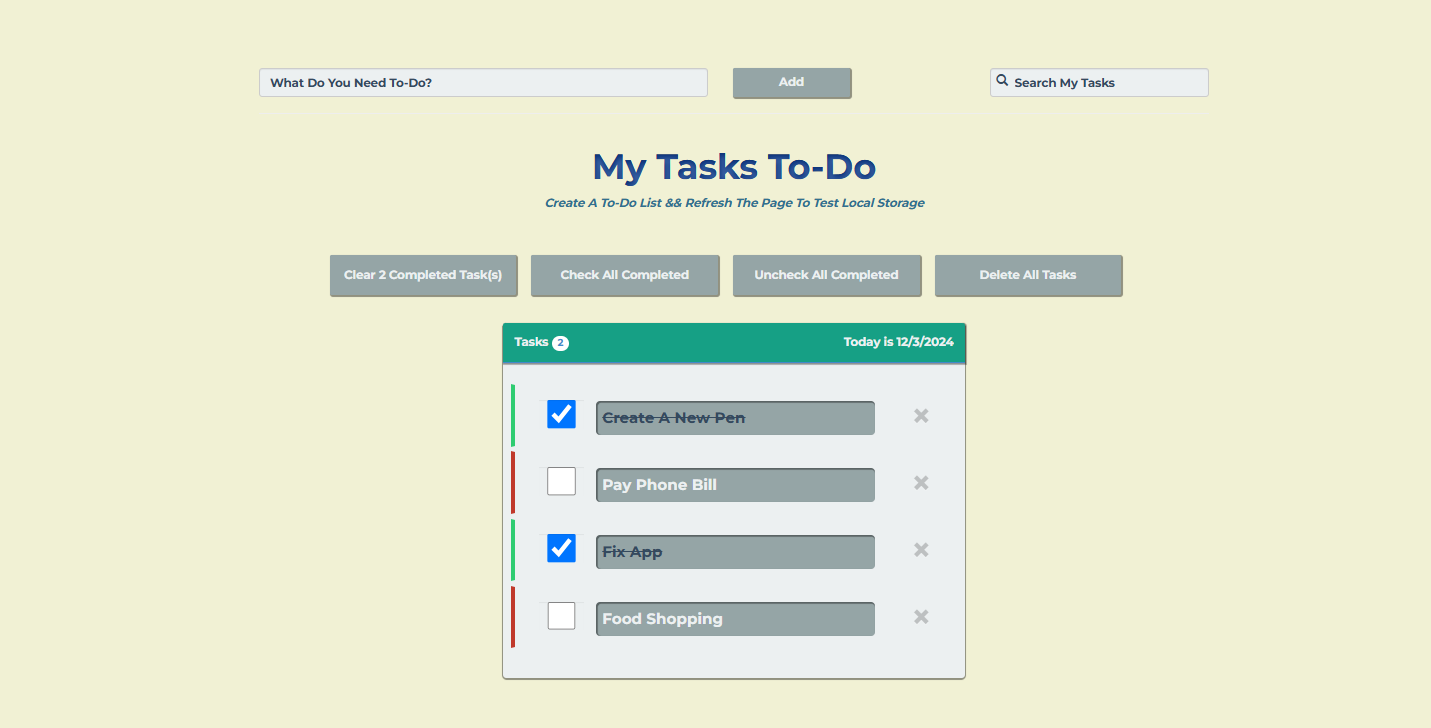 What Do You Need To-Do?
Add
Search My Tasks
My Tasks To-Do
Create A To-Do List && Refresh The Page To Test Local Storage
Clear 2 Completed Task(s)
Check All Completed
Uncheck All Completed
Delete All Tasks
Tasks 2
Today is 12/3/2024
Create A New Pen
Pay Phone Bill
Fix App
Food Shopping